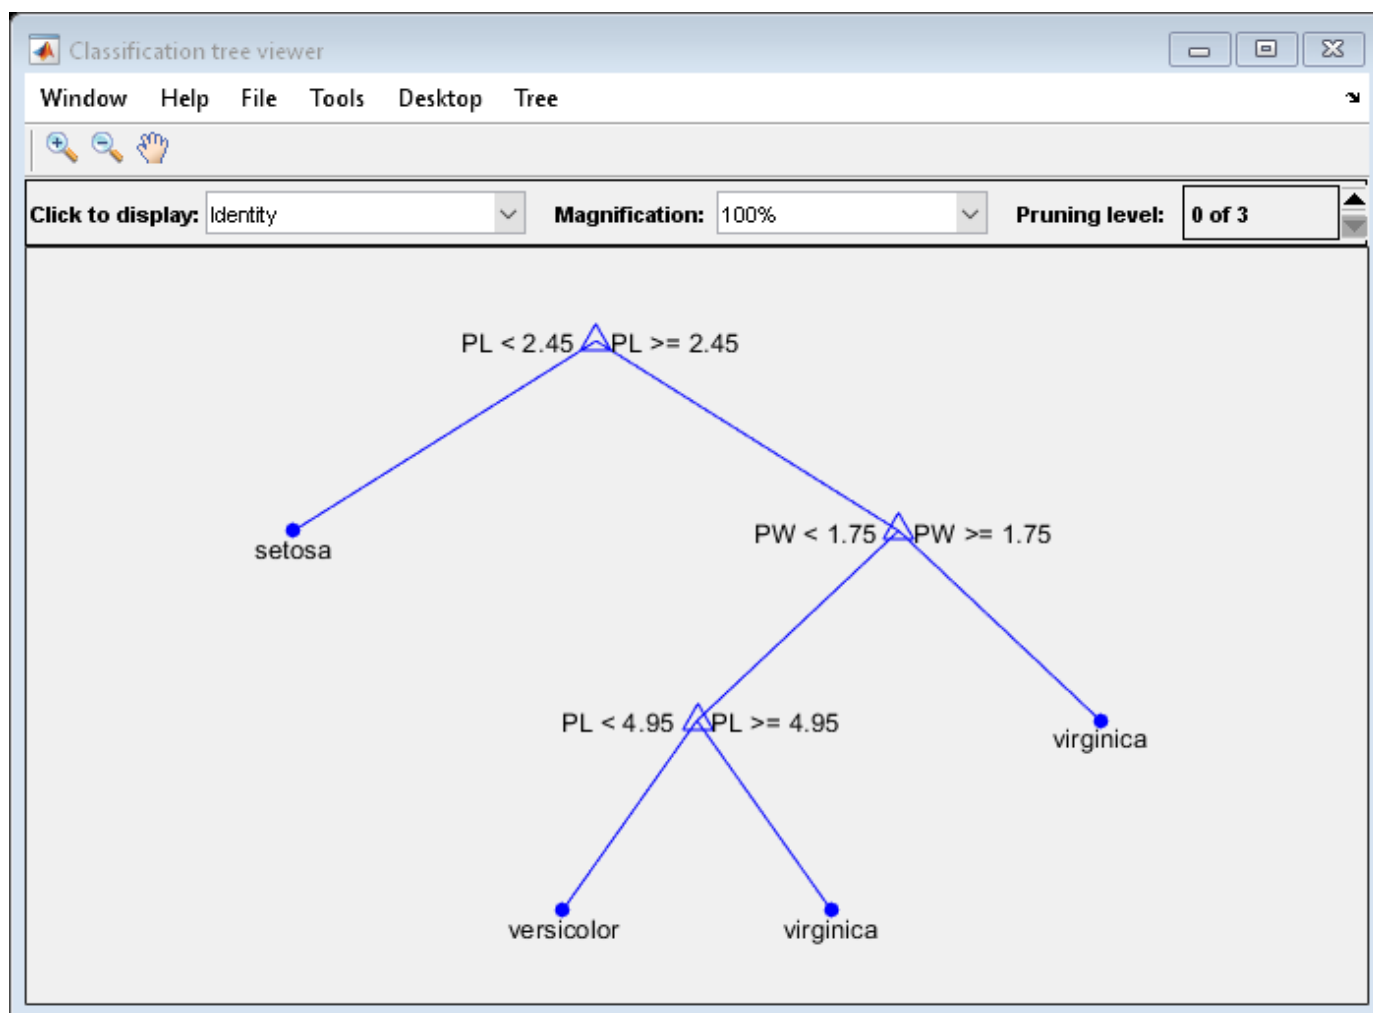 Classification tree viewer
Window Help File Tools Desktop Tree
Click to display: Identity Magnification: 100% Pruning level: 0 of 3
PL < 2.45 PL >= 2.45
setosa
PW < 1.75 PW >= 1.75
PL < 4.95 PL >= 4.95
virginica
versicolor
virginica